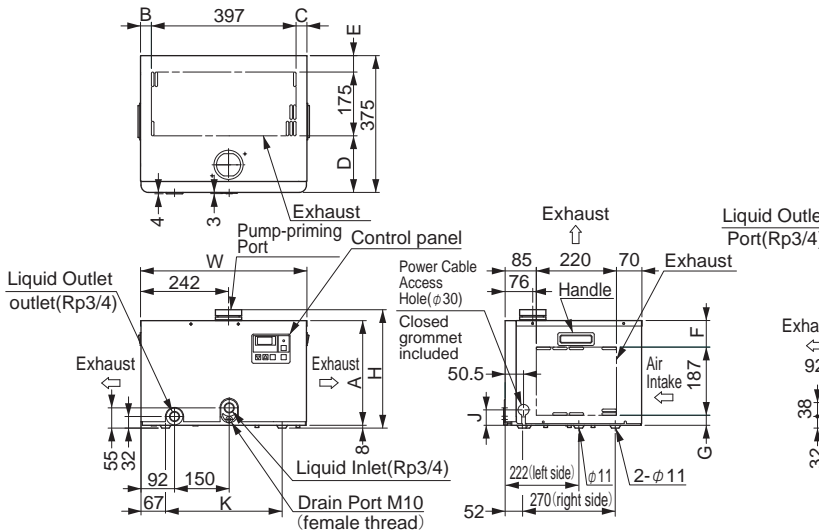 B
397
C
E
175
375
D
4
3
Exhaust
Pump-priming
Port
Control panel
W
242
Liquid Outlet
outlet(Rp3/4)
Exhaust
Exhaust
A
H
8
55
32
92
150
67
K
Liquid Inlet(Rp3/4)
Drain Port M10
(female thread)
Exhaust
85
220
70
76
Exhaust
Handle
Power Cable
Access
Hole(φ30)
Closed
grommet
included
50.5
F
187
Air
Intake
J
G
222(left side)
φ11
2-φ11
270(right side)
52
Liquid Outle
Port(Rp3/4)
Exha
92
38
32